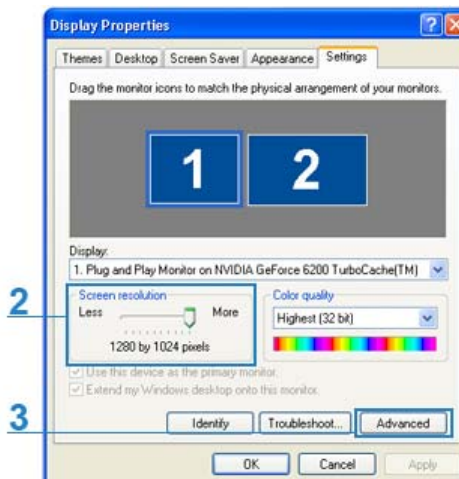 Display Properties
Themes Desktop Screen Saver Appearance Settings
Drag the monitor icons to match the physical arrangement of your monitors.
1 2
Display:
1. Plug and Play Monitor on NVIDIA GeForce 6200 TurboCache(TM)
2
Screen resolution
Less More
1280 by 1024 pixels
Color quality
Highest (32 bit)
Use this device as the primary monitor.
Extend my Windows desktop onto this monitor.
3
Identify Troubleshoot... Advanced
OK Cancel Apply